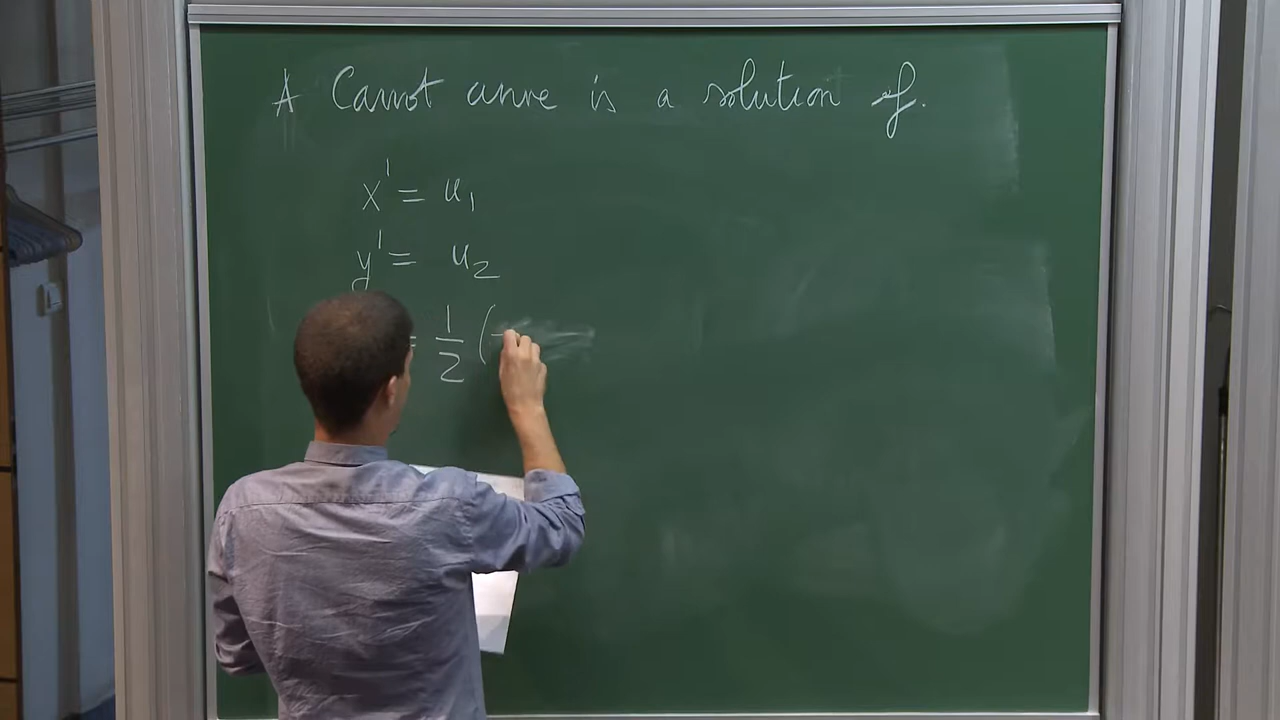 A Carnot curve is a solution of.
x' = u₁
y' = u₂
= 1/2 (-